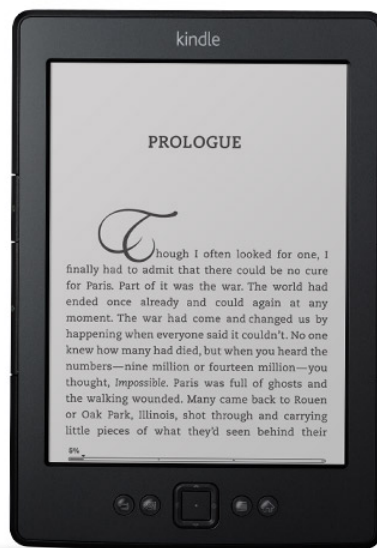 kindle
PROLOGUE
Though I often looked for one, I
finally had to admit that there could be no cure
for Paris. Part of it was the war. The world had
ended once already and could again at any
moment. The war had come and changed us by
happening when everyone said it couldn't. No one
knew how many had died, but when you heard the
numbers—nine million or fourteen million—you
thought, Impossible. Paris was full of ghosts and
the walking wounded. Many came back to Rouen
or Oak Park, Illinois, shot through and carrying
little pieces of what they'd seen behind their
8%